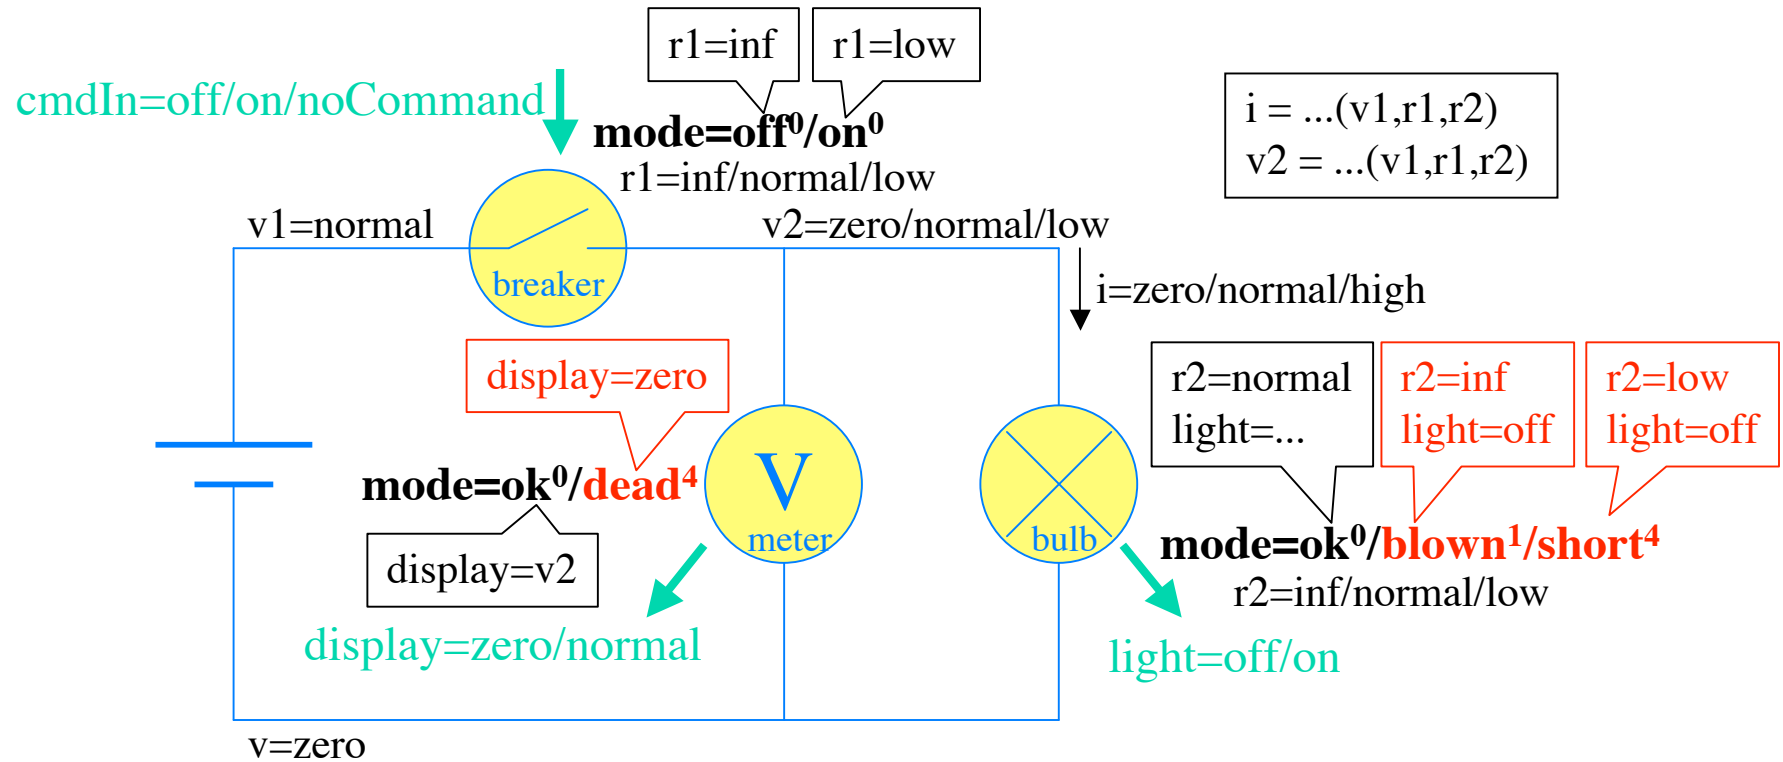 r1=inf
r1=low
cmdIn=off/on/noCommand
mode=off⁰/on⁰
r1=inf/normal/low
i = ...(v1,r1,r2)
v2 = ...(v1,r1,r2)
v1=normal
v2=zero/normal/low
breaker
i=zero/normal/high
display=zero
r2=normal
light=...
r2=inf
light=off
r2=low
light=off
mode=ok⁰/dead⁴
V
meter
bulb
mode=ok⁰/blown¹/short⁴
display=v2
r2=inf/normal/low
display=zero/normal
light=off/on
v=zero